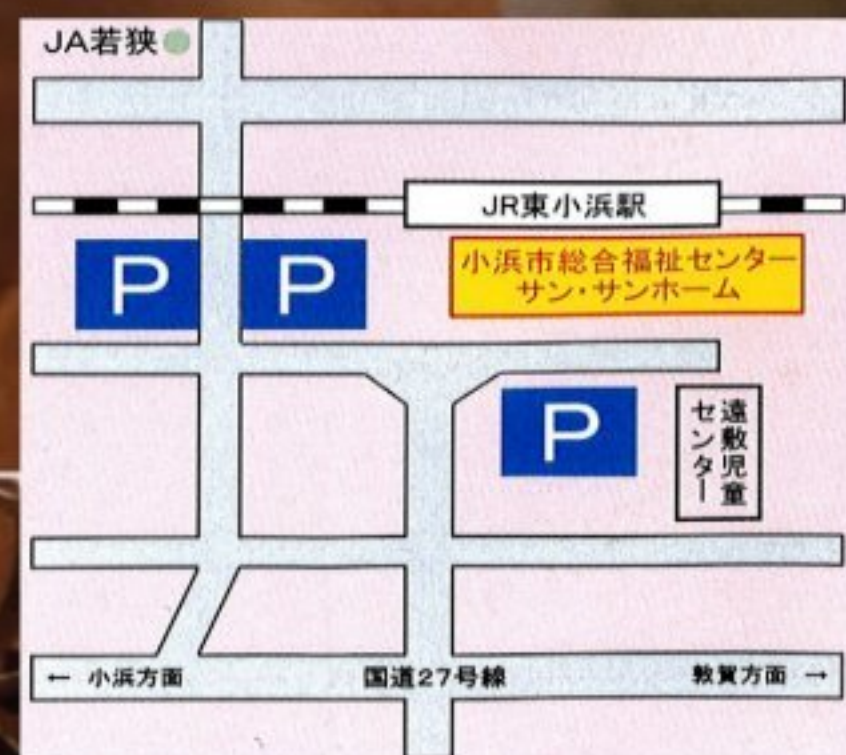 JA若狭
JR東小浜駅
P
P
小浜市総合福祉センター
サン・サンホーム
P
遠敷児童
センター
← 小浜方面
国道27号線
敦賀方面 →